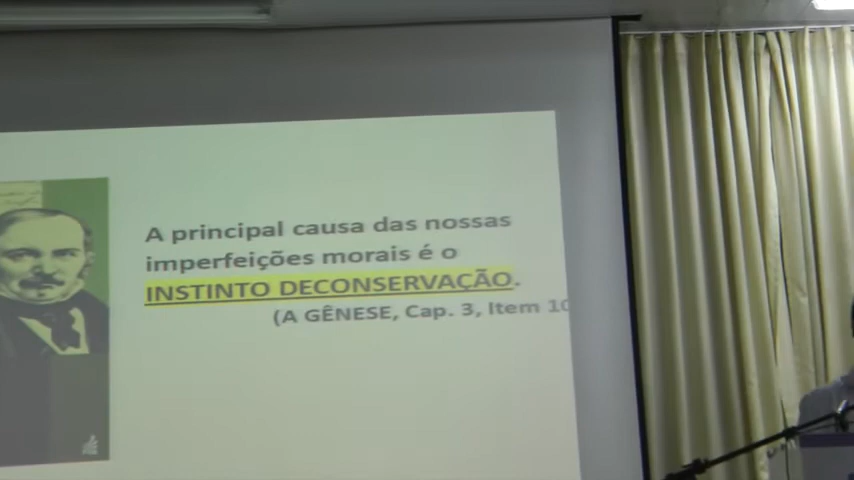 A principal causa das nossas
imperfeições morais é o
INSTINTO DECONSERVAÇÃO.
(A GÊNESE, Cap. 3, Item 10